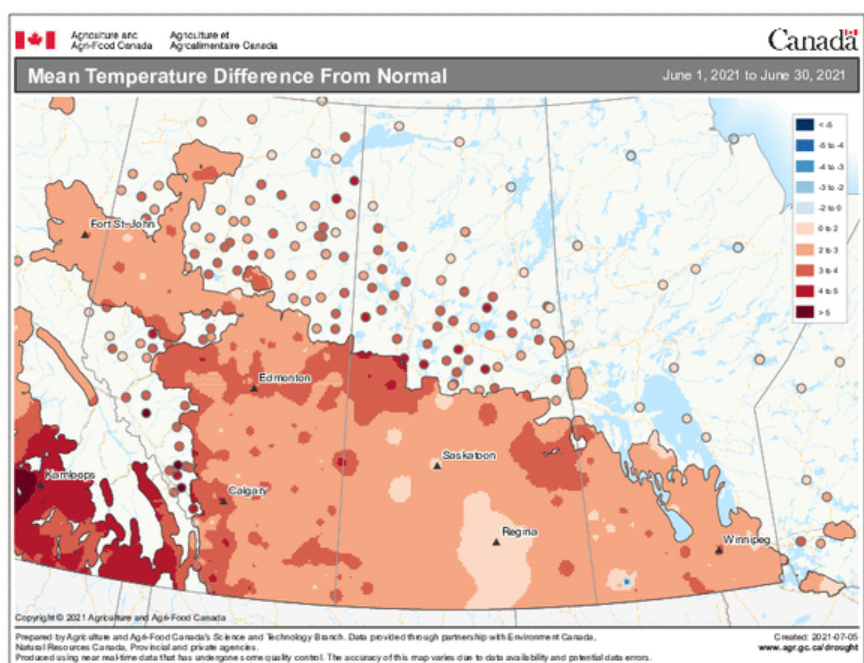 Agriculture and Agriculture et
Agri-Food Canada Agroalimentaire Canada
Canada
Mean Temperature Difference From Normal
June 1, 2021 to June 30, 2021
< -5
-5 to -4
-4 to -3
-3 to -2
-2 to 0
0 to 2
2 to 3
3 to 4
4 to 5
> 5
Fort St. John
Edmonton
Saskatoon
Kamloops
Calgary
Regina
Winnipeg
Copyright © 2021 Agriculture and Agri-Food Canada
Prepared by Agriculture and Agri-Food Canada's Science and Technology Branch. Data provided through partnership with Environment Canada,
Natural Resources Canada, Provincial and private agencies.
Produced using near real-time data that has undergone some quality control. The accuracy of this map varies due to data availability and potential data errors.
Created: 2021-07-05
www.agr.gc.ca/drought